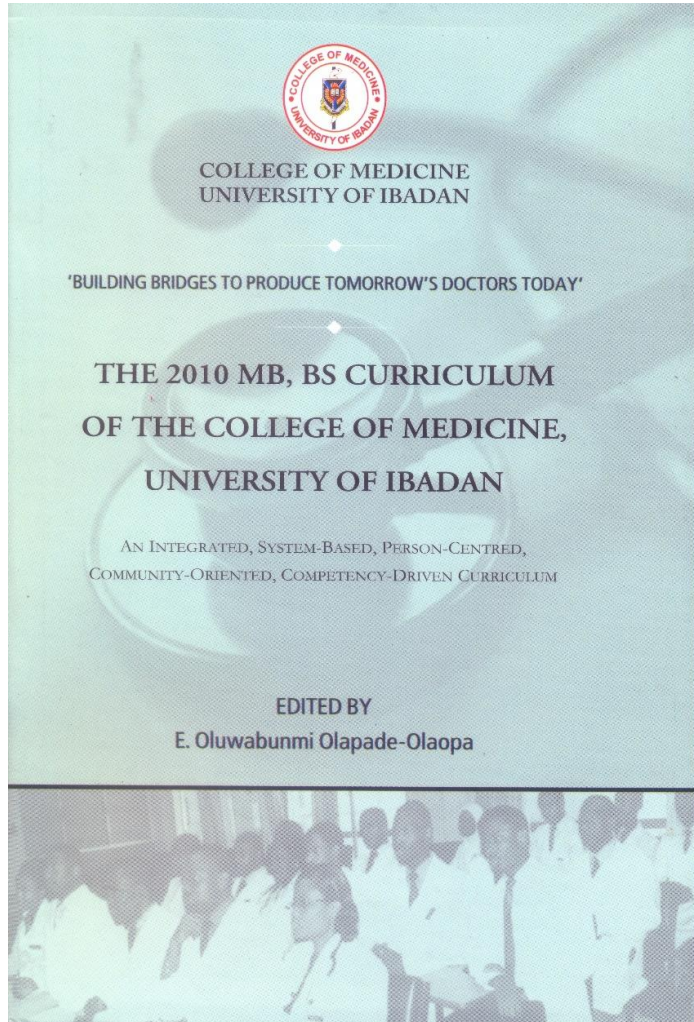 COLLEGE OF MEDICINE
UNIVERSITY OF IBADAN
COLLEGE OF MEDICINE
UNIVERSITY OF IBADAN
'BUILDING BRIDGES TO PRODUCE TOMORROW'S DOCTORS TODAY'
THE 2010 MB, BS CURRICULUM
OF THE COLLEGE OF MEDICINE,
UNIVERSITY OF IBADAN
AN INTEGRATED, SYSTEM-BASED, PERSON-CENTRED,
COMMUNITY-ORIENTED, COMPETENCY-DRIVEN CURRICULUM
EDITED BY
E. Oluwabunmi Olapade-Olaopa